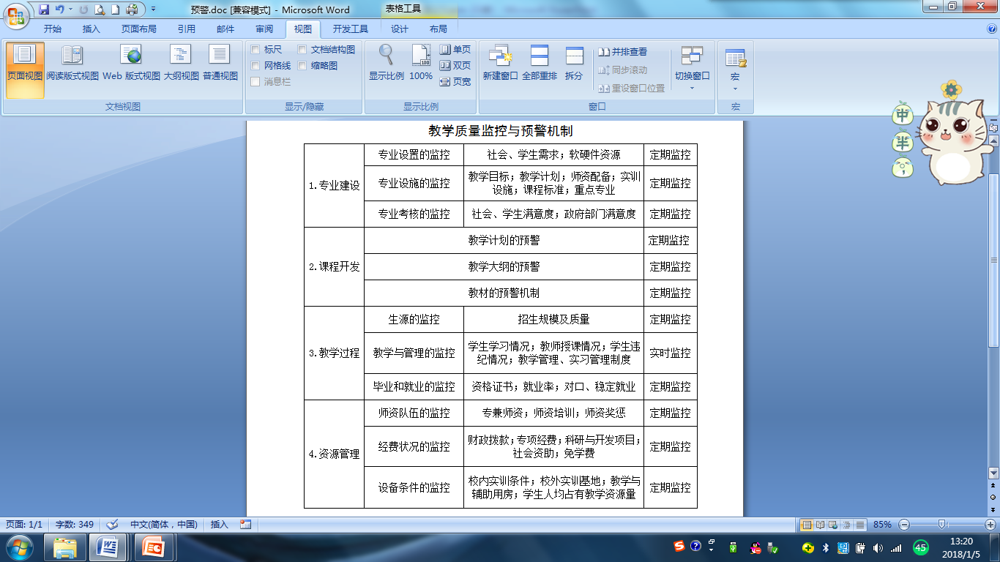 预警.doc [兼容模式] - Microsoft Word
表格工具
开始 插入 页面布局 引用 邮件 审阅 视图 开发工具 设计 布局
页面视图 阅读版式视图 Web 版式视图 大纲视图 普通视图
文档视图
标尺 文档结构图
网格线 缩略图
消息栏
显示/隐藏
显示比例 100% 单页
双页
页宽
显示比例
新建窗口 全部重排 拆分
并排查看
同步滚动
重设窗口位置
切换窗口
窗口
宏
宏
中
半
教学质量监控与预警机制
1.专业建设
专业设置的监控 社会、学生需求；软硬件资源 定期监控
专业设施的监控 教学目标；教学计划；师资配备；实训
设施；课程标准；重点专业 定期监控
专业考核的监控 社会、学生满意度；政府部门满意度 定期监控
2.课程开发
教学计划的预警 定期监控
教学大纲的预警 定期监控
教材的预警机制 定期监控
3.教学过程
生源的监控 招生规模及质量 定期监控
教学与管理的监控 学生学习情况；教师授课情况；学生违
纪情况；教学管理、实习管理制度 实时监控
毕业和就业的监控 资格证书；就业率；对口、稳定就业 定期监控
4.资源管理
师资队伍的监控 专兼师资；师资培训；师资奖惩 定期监控
经费状况的监控 财政拨款；专项经费；科研与开发项目；
社会资助；免学费 定期监控
设备条件的监控 校内实训条件；校外实训基地；教学与
辅助用房；学生人均占有教学资源量 定期监控
页面: 1/1 字数: 349 中文(简体，中国) 插入 85%
45
13:20
2018/1/5